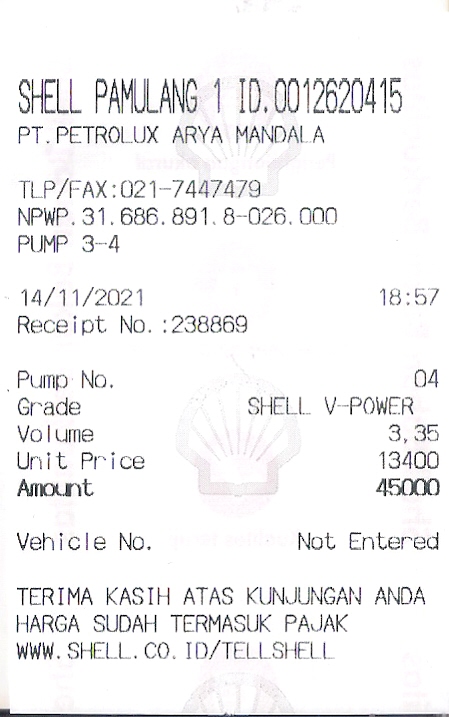 SHELL PAMULANG 1 ID.0012620415
PT.PETROLUX ARYA MANDALA
TLP/FAX:021-7447479
NPWP.31.686.891.8-026.000
PUMP 3-4
14/11/2021 18:57
Receipt No.:238869
Pump No. 04
Grade SHELL V-POWER
Volume 3,35
Unit Price 13400
Amount 45000
Vehicle No. Not Entered
TERIMA KASIH ATAS KUNJUNGAN ANDA
HARGA SUDAH TERMASUK PAJAK
WWW.SHELL.CO.ID/TELLSHELL